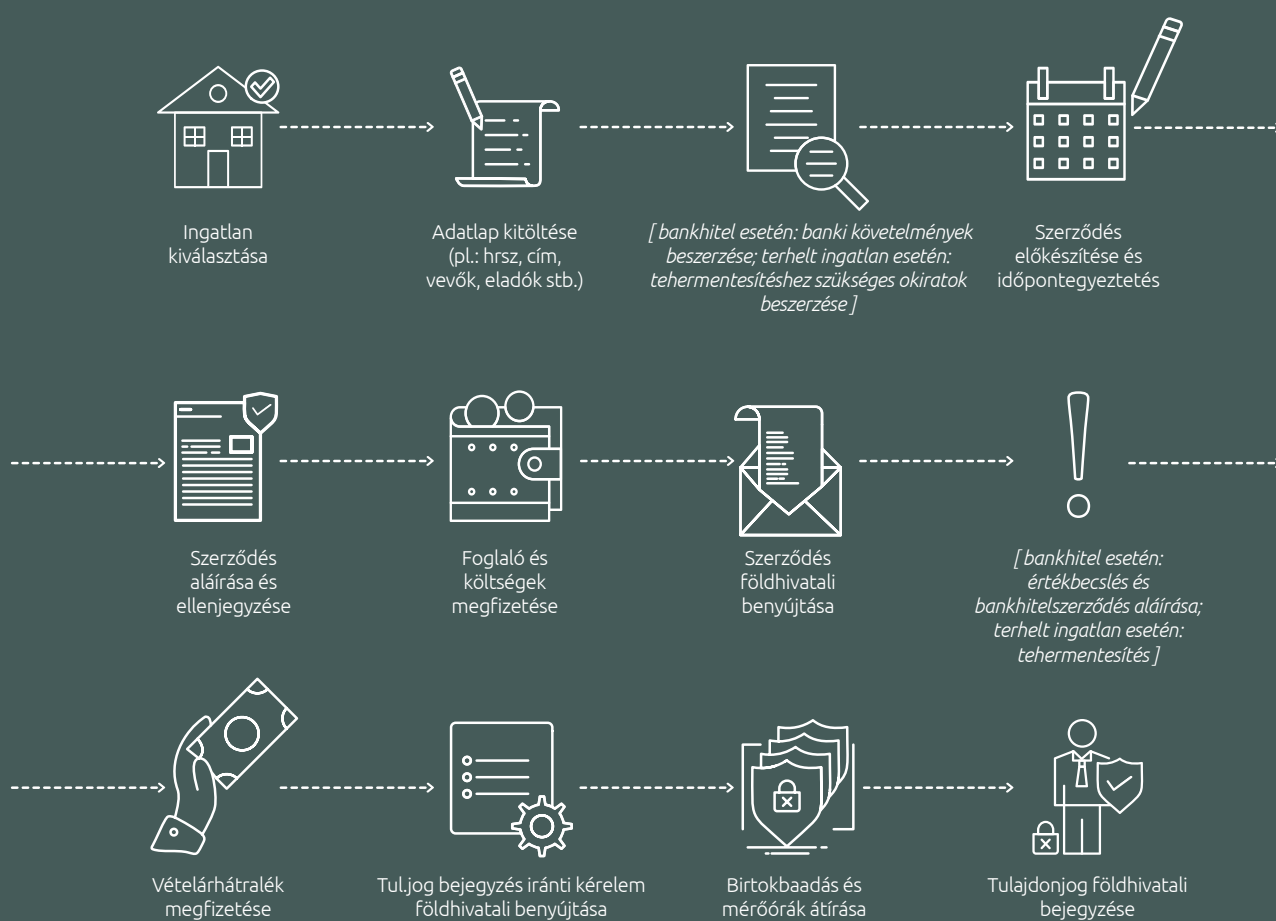 Ingatlan
kiválasztása
Adatlap kitöltése
(pl.: hrsz, cím,
vevők, eladók stb.)
[ bankhitel esetén: banki követelmények
beszerzése; terhelt ingatlan esetén:
tehermentesítéshez szükséges okiratok
beszerzése ]
Szerződés
előkészítése és
időpontegyeztetés
Szerződés
aláírása és
ellenjegyzése
Foglaló és
költségek
megfizetése
Szerződés
földhivatali
benyújtása
[ bankhitel esetén:
értékbecslés és
bankhitelszerződés aláírása;
terhelt ingatlan esetén:
tehermentesítés ]
Vételárhátralék
megfizetése
Tul.jog bejegyzés iránti kérelem
földhivatali benyújtása
Birtokbaadás és
mérőórák átírása
Tulajdonjog földhivatali
bejegyzése